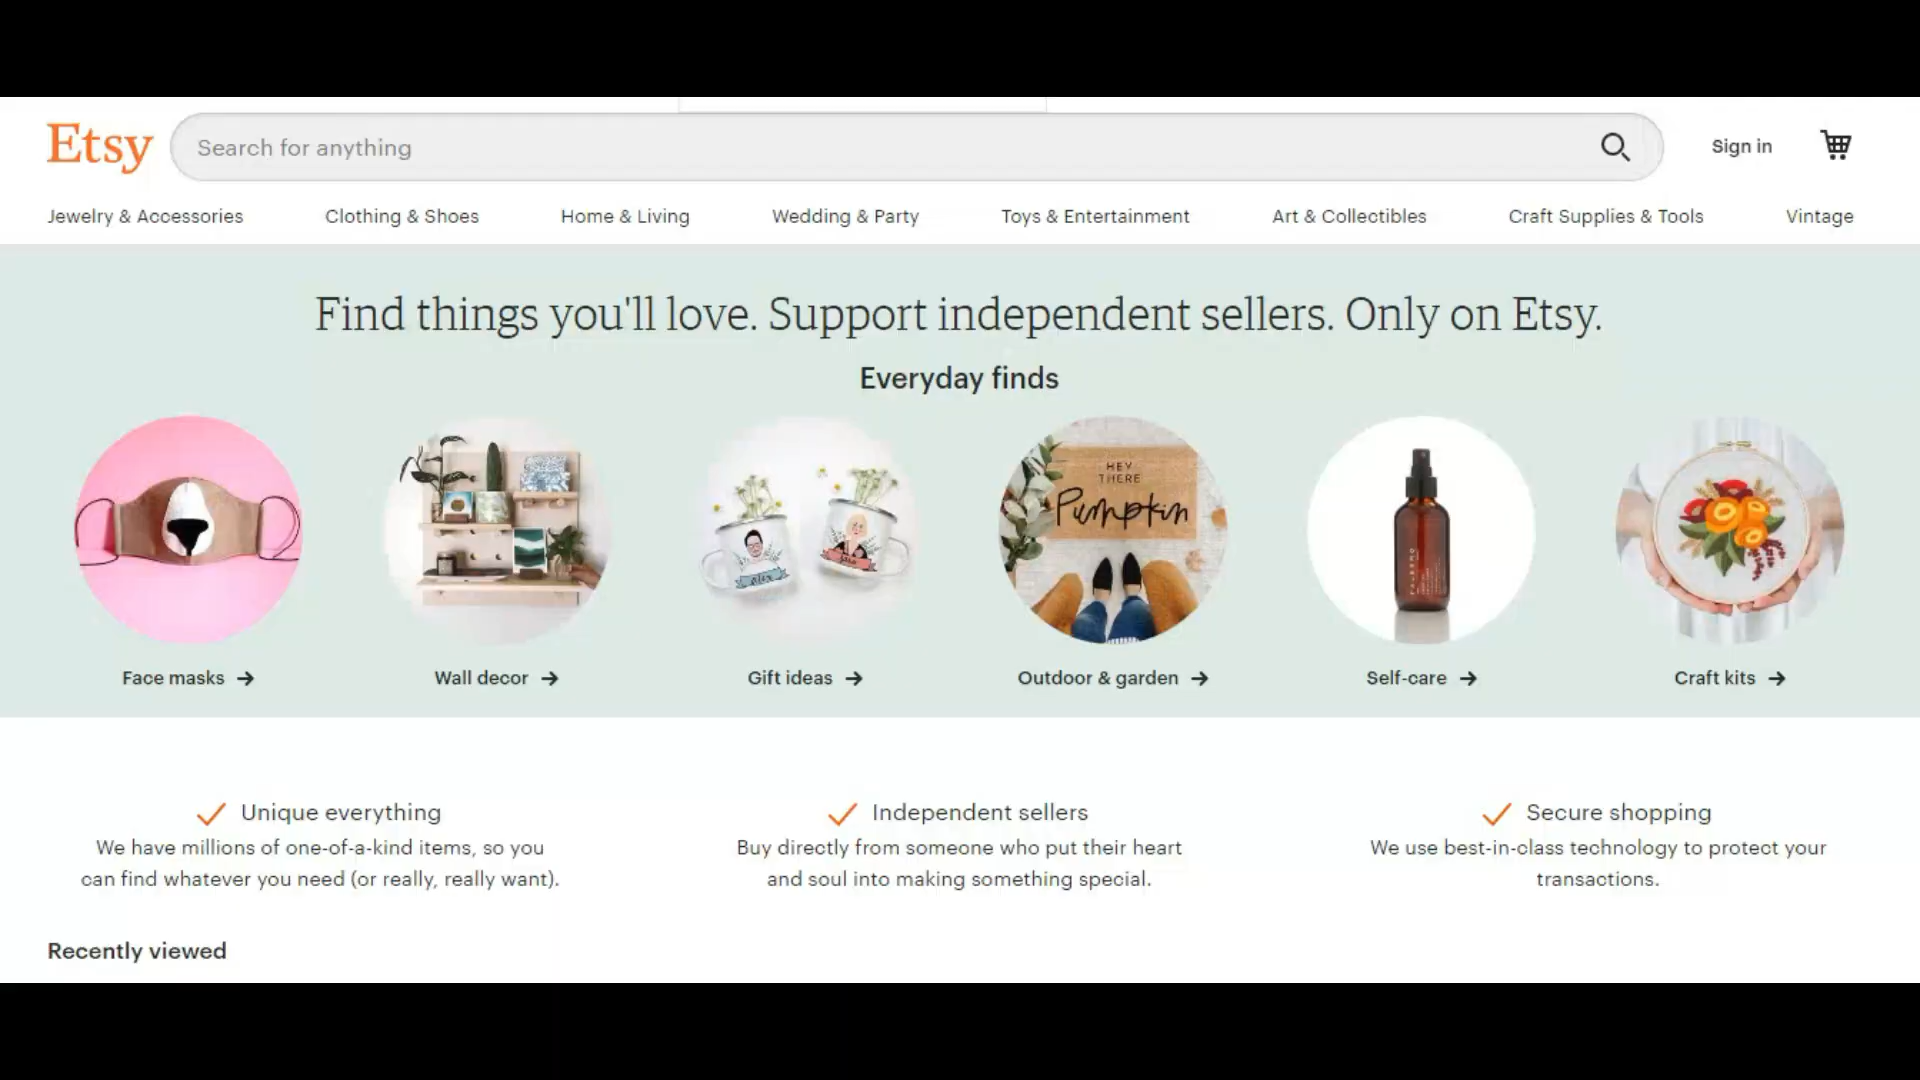 Etsy
Search for anything
Sign in
Jewelry & Accessories
Clothing & Shoes
Home & Living
Wedding & Party
Toys & Entertainment
Art & Collectibles
Craft Supplies & Tools
Vintage
Find things you'll love. Support independent sellers. Only on Etsy.
Everyday finds
HEY
THERE
Pumpkin
Face masks
Wall decor
Gift ideas
Outdoor & garden
Self-care
Craft kits
Unique everything
We have millions of one-of-a-kind items, so you
can find whatever you need (or really, really want).
Independent sellers
Buy directly from someone who put their heart
and soul into making something special.
Secure shopping
We use best-in-class technology to protect your
transactions.
Recently viewed